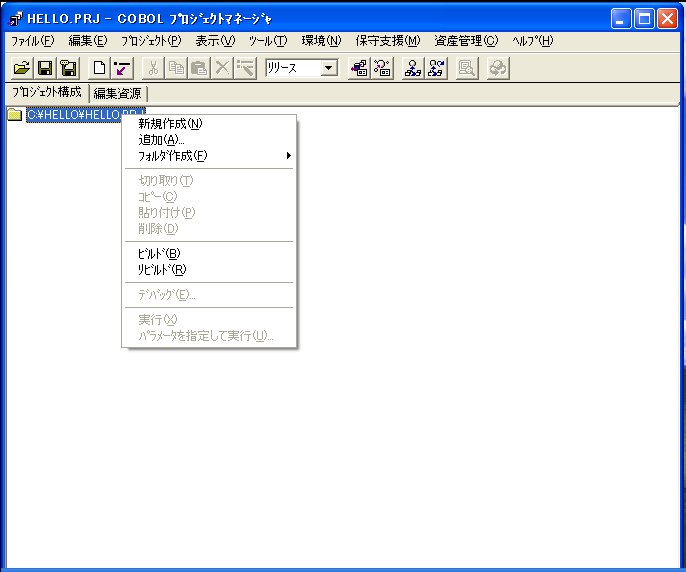 HELLO.PRJ - COBOL ﾌﾟﾛｼﾞｪｸﾄﾏﾈｰｼﾞｬ
ﾌｧｲﾙ(F) 編集(E) ﾌﾟﾛｼﾞｪｸﾄ(P) 表示(V) ﾂｰﾙ(T) 環境(N) 保守支援(M) 資産管理(C) ﾍﾙﾌﾟ(H)
ﾘﾘｰｽ
ﾌﾟﾛｼﾞｪｸﾄ構成 編集資源
C:¥HELLO¥HELLO.PRJ
新規作成(N)
追加(A)...
ﾌｫﾙﾀﾞ作成(F)
切り取り(T)
ｺﾋﾟｰ(C)
貼り付け(P)
削除(D)
ﾋﾞﾙﾄﾞ(B)
ﾘﾋﾞﾙﾄﾞ(R)
ﾃﾞﾊﾞｯｸﾞ(E)...
実行(X)
ﾊﾟﾗﾒｰﾀを指定して実行(U)...